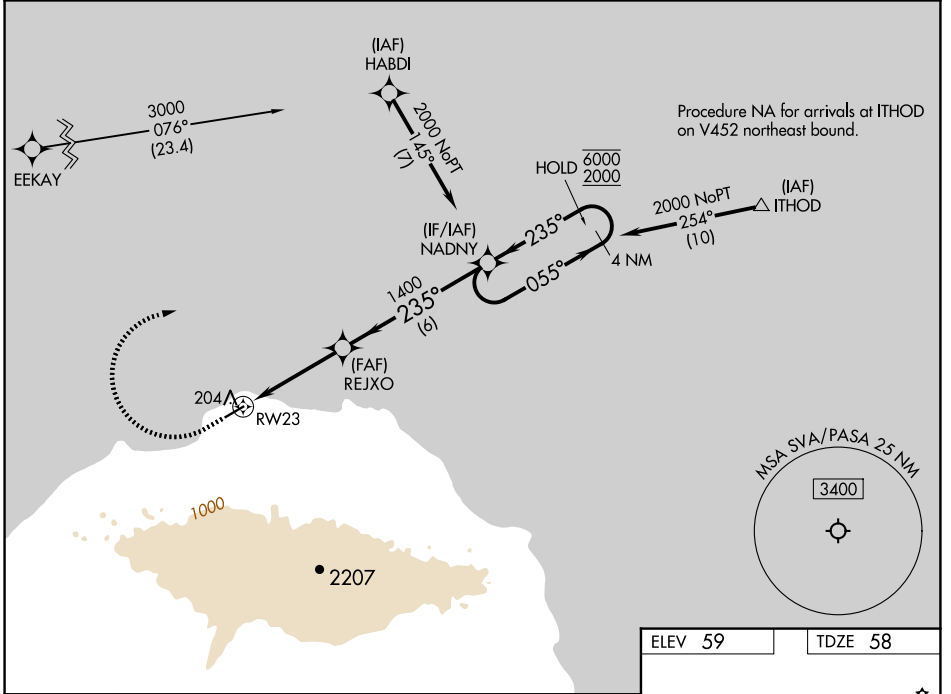 (IAF)
HABDI
3000
076°
(23.4)
EEKAY
2000 NoPT
145°
(7)
Procedure NA for arrivals at ITHOD
on V452 northeast bound.
HOLD
6000
2000
(IAF)
ITHOD
2000 NoPT
254°
(10)
(IF/IAF)
NADNY
235°
055°
4 NM
1400
235°
(6)
(FAF)
REJXO
204
RW23
MSA SVA/PASA 25 NM
3400
1000
2207
ELEV 59
TDZE 58